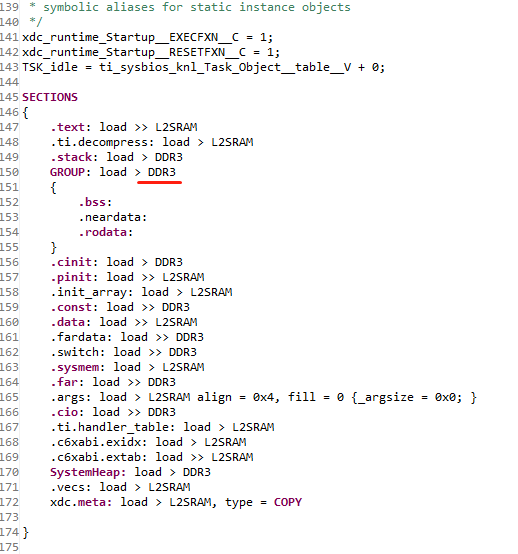 139 * symbolic aliases for static instance objects
140 */
141 xdc_runtime_Startup__EXECFXN__C = 1;
142 xdc_runtime_Startup__RESETFXN__C = 1;
143 TSK_idle = ti_sysbios_knl_Task_Object__table__V + 0;
144
145 SECTIONS
146 {
147     .text: load >> L2SRAM
148     .ti.decompress: load > L2SRAM
149     .stack: load > DDR3
150     GROUP: load > DDR3
151     {
152         .bss:
153         .neardata:
154         .rodata:
155     }
156     .cinit: load > DDR3
157     .pinit: load >> L2SRAM
158     .init_array: load > L2SRAM
159     .const: load >> DDR3
160     .data: load >> L2SRAM
161     .fardata: load >> DDR3
162     .switch: load >> DDR3
163     .sysmem: load > L2SRAM
164     .far: load >> DDR3
165     .args: load > L2SRAM align = 0x4, fill = 0 {_argsize = 0x0; }
166     .cio: load >> DDR3
167     .ti.handler_table: load > L2SRAM
168     .c6xabi.exidx: load > L2SRAM
169     .c6xabi.extab: load >> L2SRAM
170     SystemHeap: load > DDR3
171     .vecs: load > L2SRAM
172     xdc.meta: load > L2SRAM, type = COPY
173
174 }
175